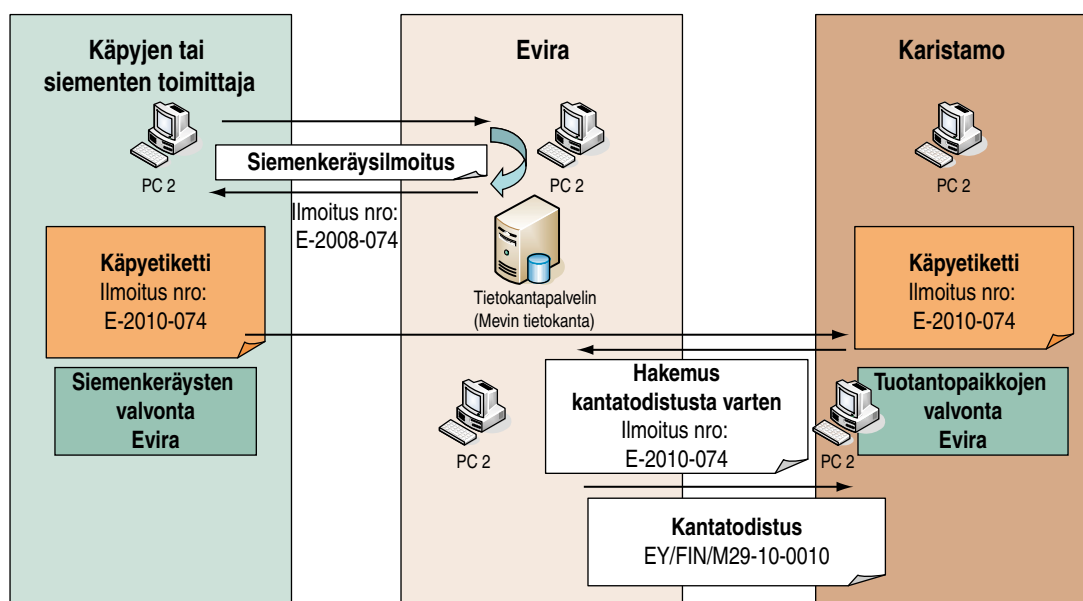 Käpyjen tai
siementen toimittaja
PC 2
Siemenkeräysilmoitus
Ilmoitus nro:
E-2008-074
Käpyetiketti
Ilmoitus nro:
E-2010-074
Siemenkeräysten
valvonta
Evira
Evira
PC 2
Tietokantapalvelin
(Mevin tietokanta)
PC 2
Hakemus
kantatodistusta varten
Ilmoitus nro:
E-2010-074
Kantatodistus
EY/FIN/M29-10-0010
Karistamo
PC 2
Käpyetiketti
Ilmoitus nro:
E-2010-074
Tuotantopaikkojen
valvonta
Evira
PC 2